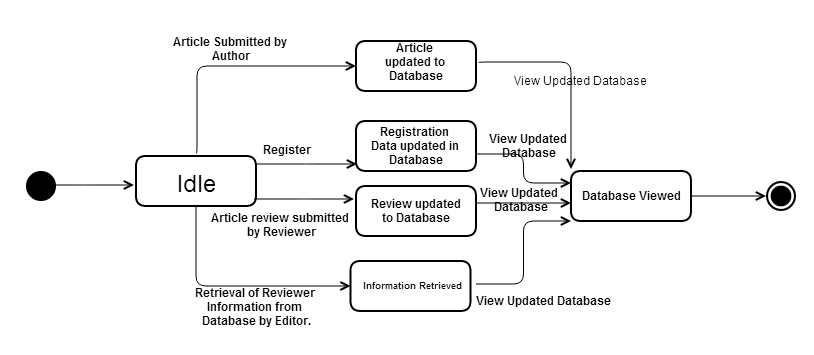 Article Submitted by
Author
Article
updated to
Database
View Updated Database
Register
Registration
Data updated in
Database
View Updated
Database
Idle
Article review submitted
by Reviewer
Review updated
to Database
View Updated
Database
Database Viewed
Retrieval of Reviewer
Information from
Database by Editor.
Information Retrieved
View Updated Database